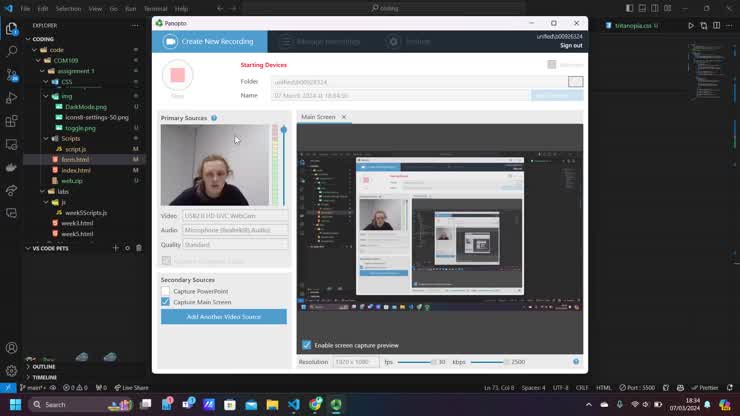 File Edit Selection View Go Run Terminal Help
coding
Panopto
EXPLORER
tritanopia.css U
Create New Recording
Manage Recordings
Settings
unified\b00926324
Sign out
CODING
code
COM109
assignment 1
CSS
img
DarkMode.png
icons8-settings-50.png
toggle.png
Scripts
script.js M
form.html M
index.html M
web.zip
labs
js
week5Scripts.js
week3.html
week5.html
VS CODE PETS
OUTLINE
TIMELINE
Stop
Starting Devices
Webcast
Folder unified\b00926324
Name 07 March 2024 at 18:34:50
Primary Sources
Video USB2.0 HD UVC WebCam
Audio Microphone (Realtek(R) Audio)
Quality Standard
Capture Computer Audio
Secondary Sources
Capture PowerPoint
Capture Main Screen
Add Another Video Source
Main Screen
Enable screen capture preview
Resolution 1920 x 1080 fps 30 kbps 2500
main* 0 0 0 Live Share
Ln 73, Col 8 Spaces: 4 UTF-8 CRLF HTML Port : 5500 Prettier
Search
18:34
07/03/2024